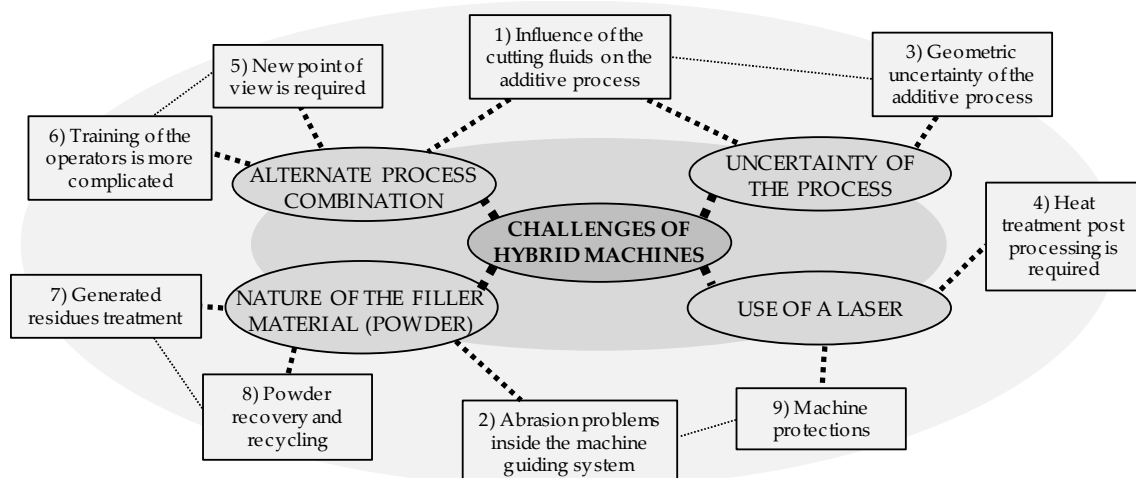 1) Influence of the
cutting fluids on the
additive process
3) Geometric
uncertainty of the
additive process
5) New point of
view is required
6) Training of the
operators is more
complicated
ALTERNATE PROCESS
COMBINATION
UNCERTAINTY OF
THE PROCESS
4) Heat
treatment post
processing is
required
CHALLENGES OF
HYBRID MACHINES
7) Generated
residues treatment
NATURE OF THE FILLER
MATERIAL (POWDER)
USE OF A LASER
8) Powder
recovery and
recycling
2) Abrasion problems
inside the machine
guiding system
9) Machine
protections